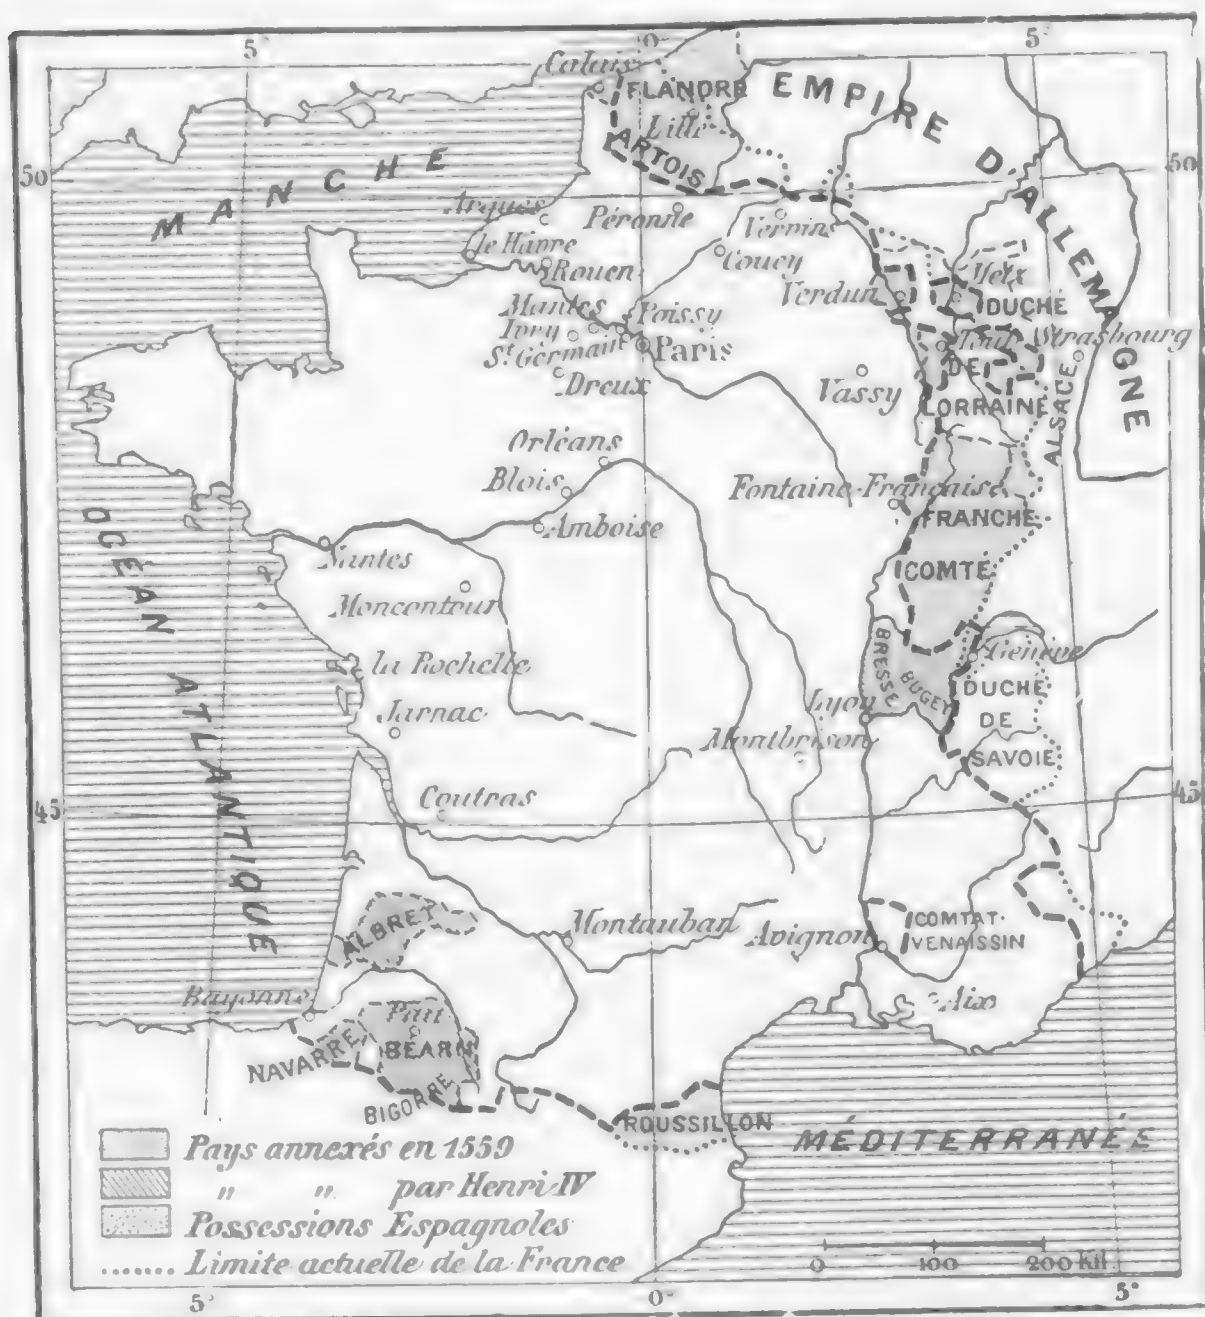 5° 0° 5°
Calais
FLANDRE
EMPIRE D'ALLEMAGNE
Lille
ARTOIS
MANCHE
50 50
Arques
Péronne
Vervins
le Hâvre
Rouen
Coucy
Metz
Verdun
DUCHÉ
Mantes
Poissy
Ivry
St Germain
Paris
Toul
Strasbourg
DE
Dreux
Vassy
LORRAINE
ALSACE
Orléans
Blois
Fontaine-Française
FRANCHE
Amboise
OCÉAN ATLANTIQUE
Nantes
COMTÉ
Moncontour
BRESSE
Genève
la Rochelle
BUGEY
DUCHÉ
DE
SAVOIE
Jarnac
Lyon
Montbrison
Coutras
45 45
ALBRET
Montauban
Avignon
COMTAT-
VENAISSIN
Bayonne
Aix
Pau
BÉARN
NAVARRE
BIGORRE
ROUSSILLON
MÉDITERRANÉE
Pays annexés en 1559
" " par Henri IV
Possessions Espagnoles
Limite actuelle de la France
0 100 200 Kil.
5° 0° 5°